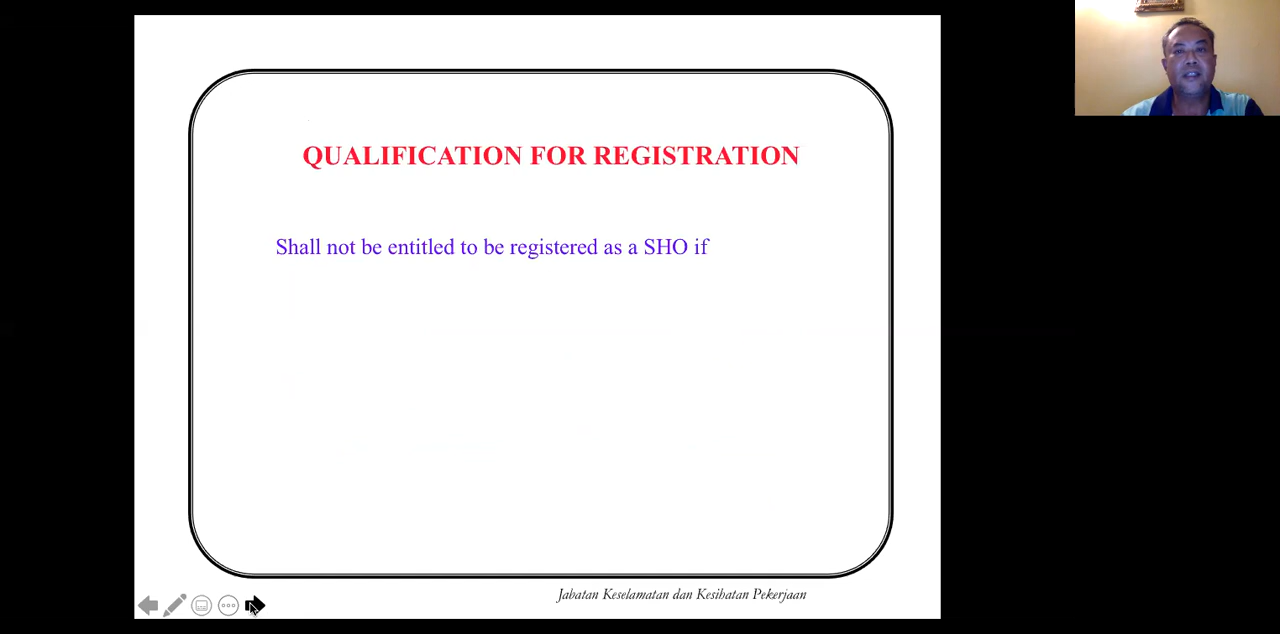 QUALIFICATION FOR REGISTRATION
Shall not be entitled to be registered as a SHO if
Jabatan Keselamatan dan Kesihatan Pekerjaan